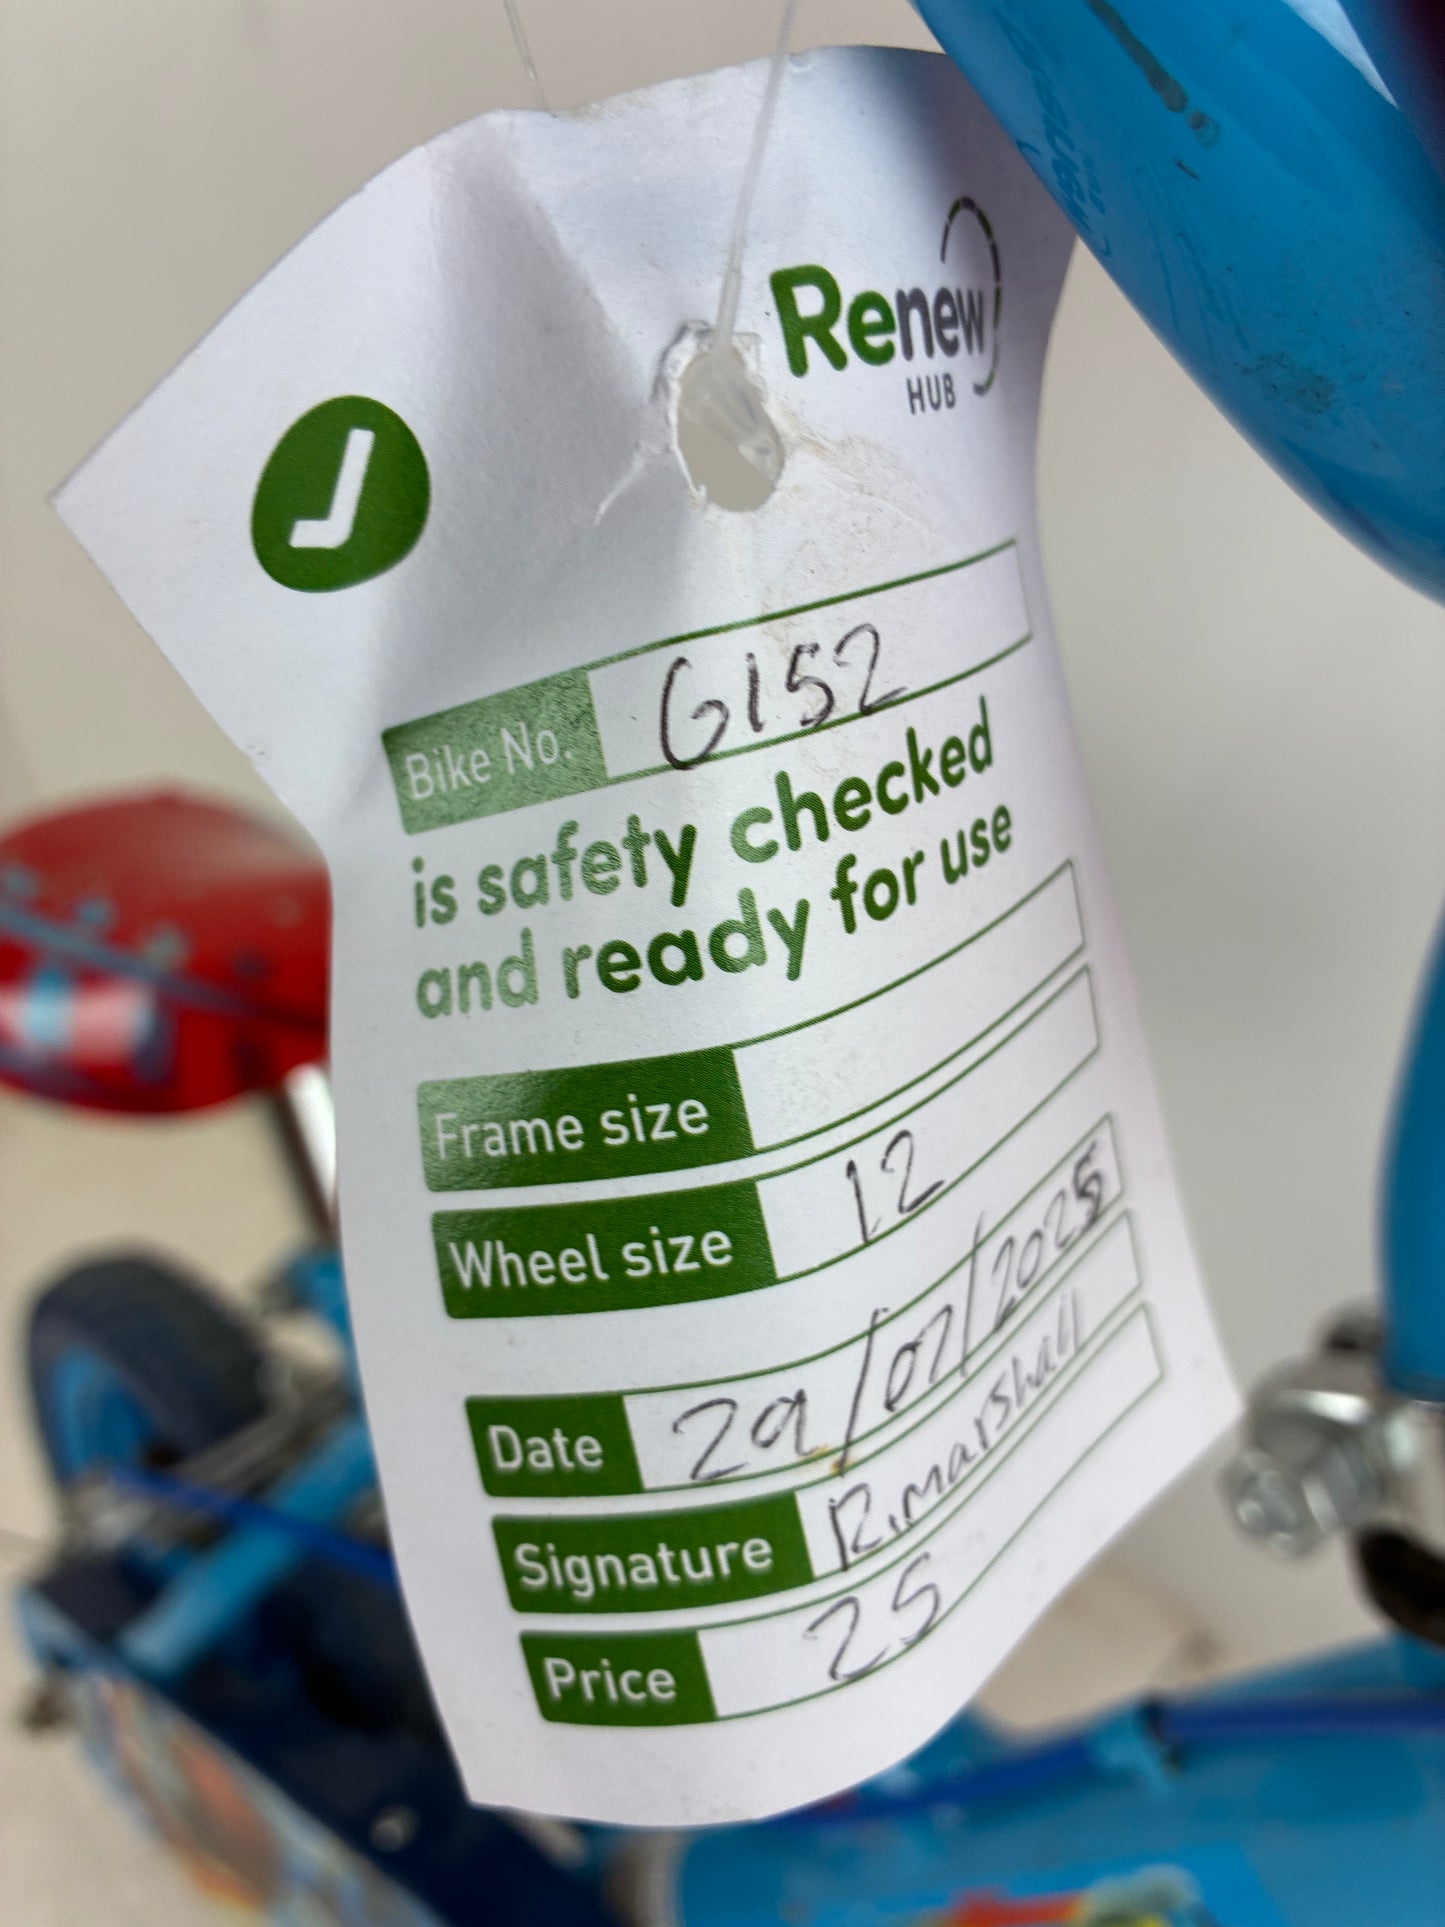 Renew
HUB
Bike No. G152
is safety checked
and ready for use
Frame size
Wheel size 12
Date 29/07/2025
Signature R.marshall
Price 25